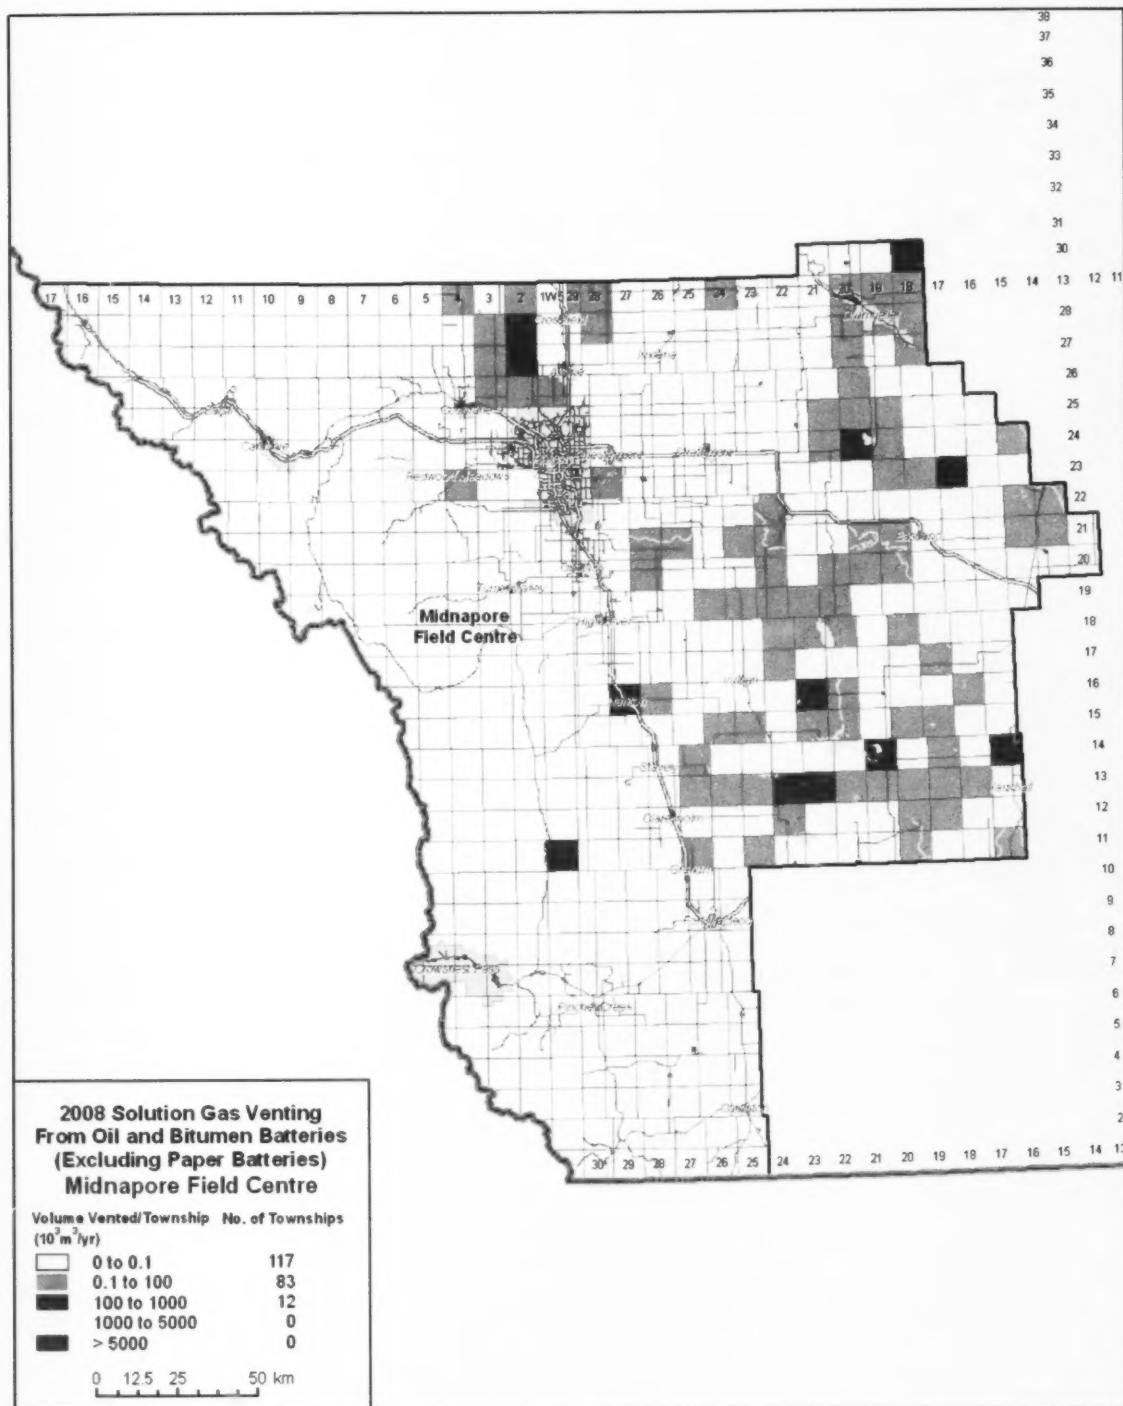 38
37
36
35
34
33
32
31
30
17 16 15 14 13 12 11 10 9 8 7 6 5 4 3 2 1W5 29 28 27 26 25 24 23 22 21 20 19 18 17 16 15 14 13 12 11
28
27
26
25
24
23
22
21
20
19
18
17
16
15
14
13
12
11
10
9
8
7
6
5
4
3
2
Crossfield
Redwood Meadows
Midnapore
Field Centre
Crowsnest Pass
Pincher Creek
30 29 28 27 26 25 24 23 22 21 20 19 18 17 16 15 14 13
2008 Solution Gas Venting
From Oil and Bitumen Batteries
(Excluding Paper Batteries)
Midnapore Field Centre
Volume Vented/Township No. of Townships
(10³m³/yr)
0 to 0.1 117
0.1 to 100 83
100 to 1000 12
1000 to 5000 0
> 5000 0
0 12.5 25 50 km